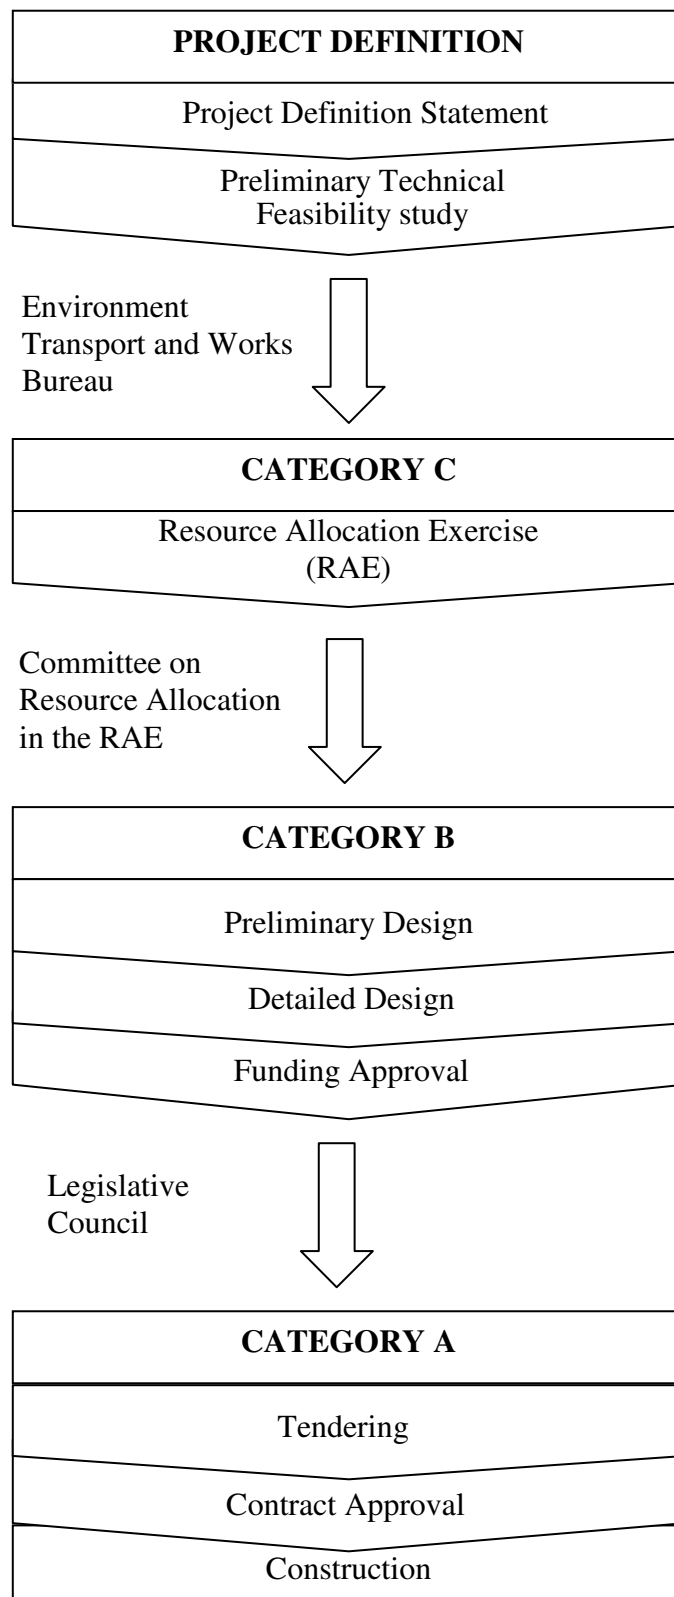 PROJECT DEFINITION
Project Definition Statement
Preliminary Technical
Feasibility study
Environment
Transport and Works
Bureau
CATEGORY C
Resource Allocation Exercise
(RAE)
Committee on
Resource Allocation
in the RAE
CATEGORY B
Preliminary Design
Detailed Design
Funding Approval
Legislative
Council
CATEGORY A
Tendering
Contract Approval
Construction